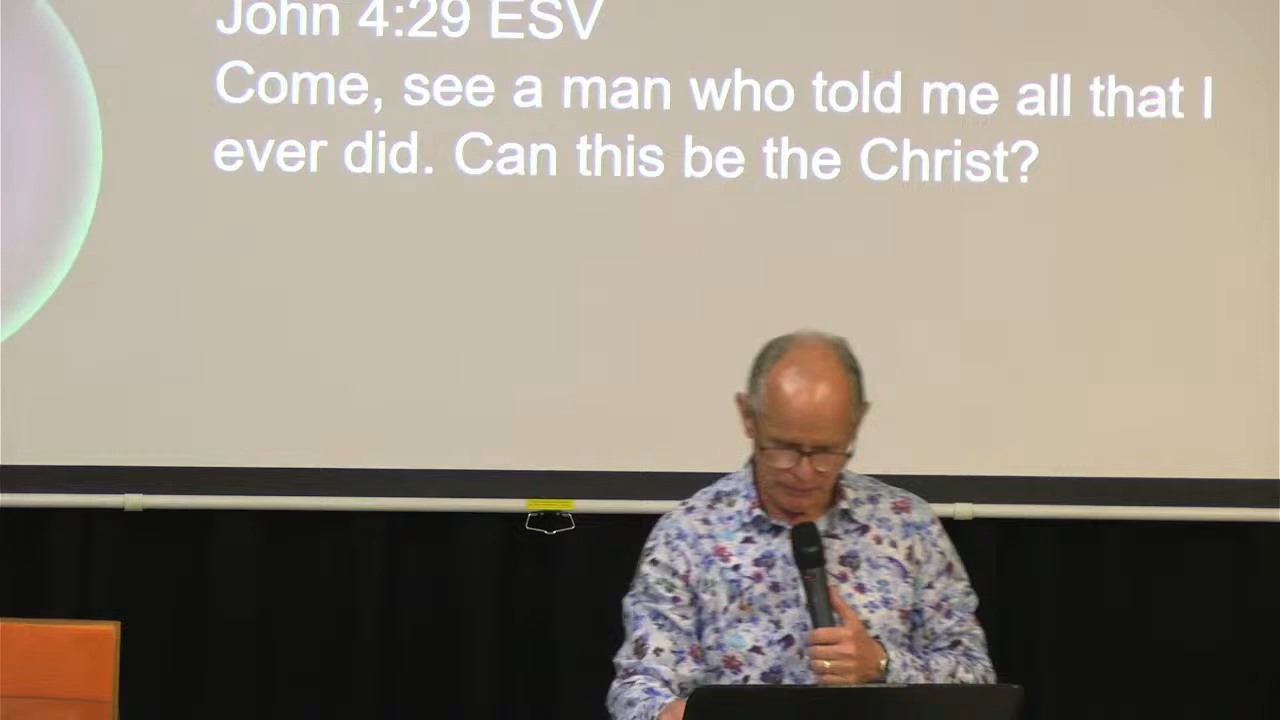 John 4:29 ESV
Come, see a man who told me all that I
ever did. Can this be the Christ?